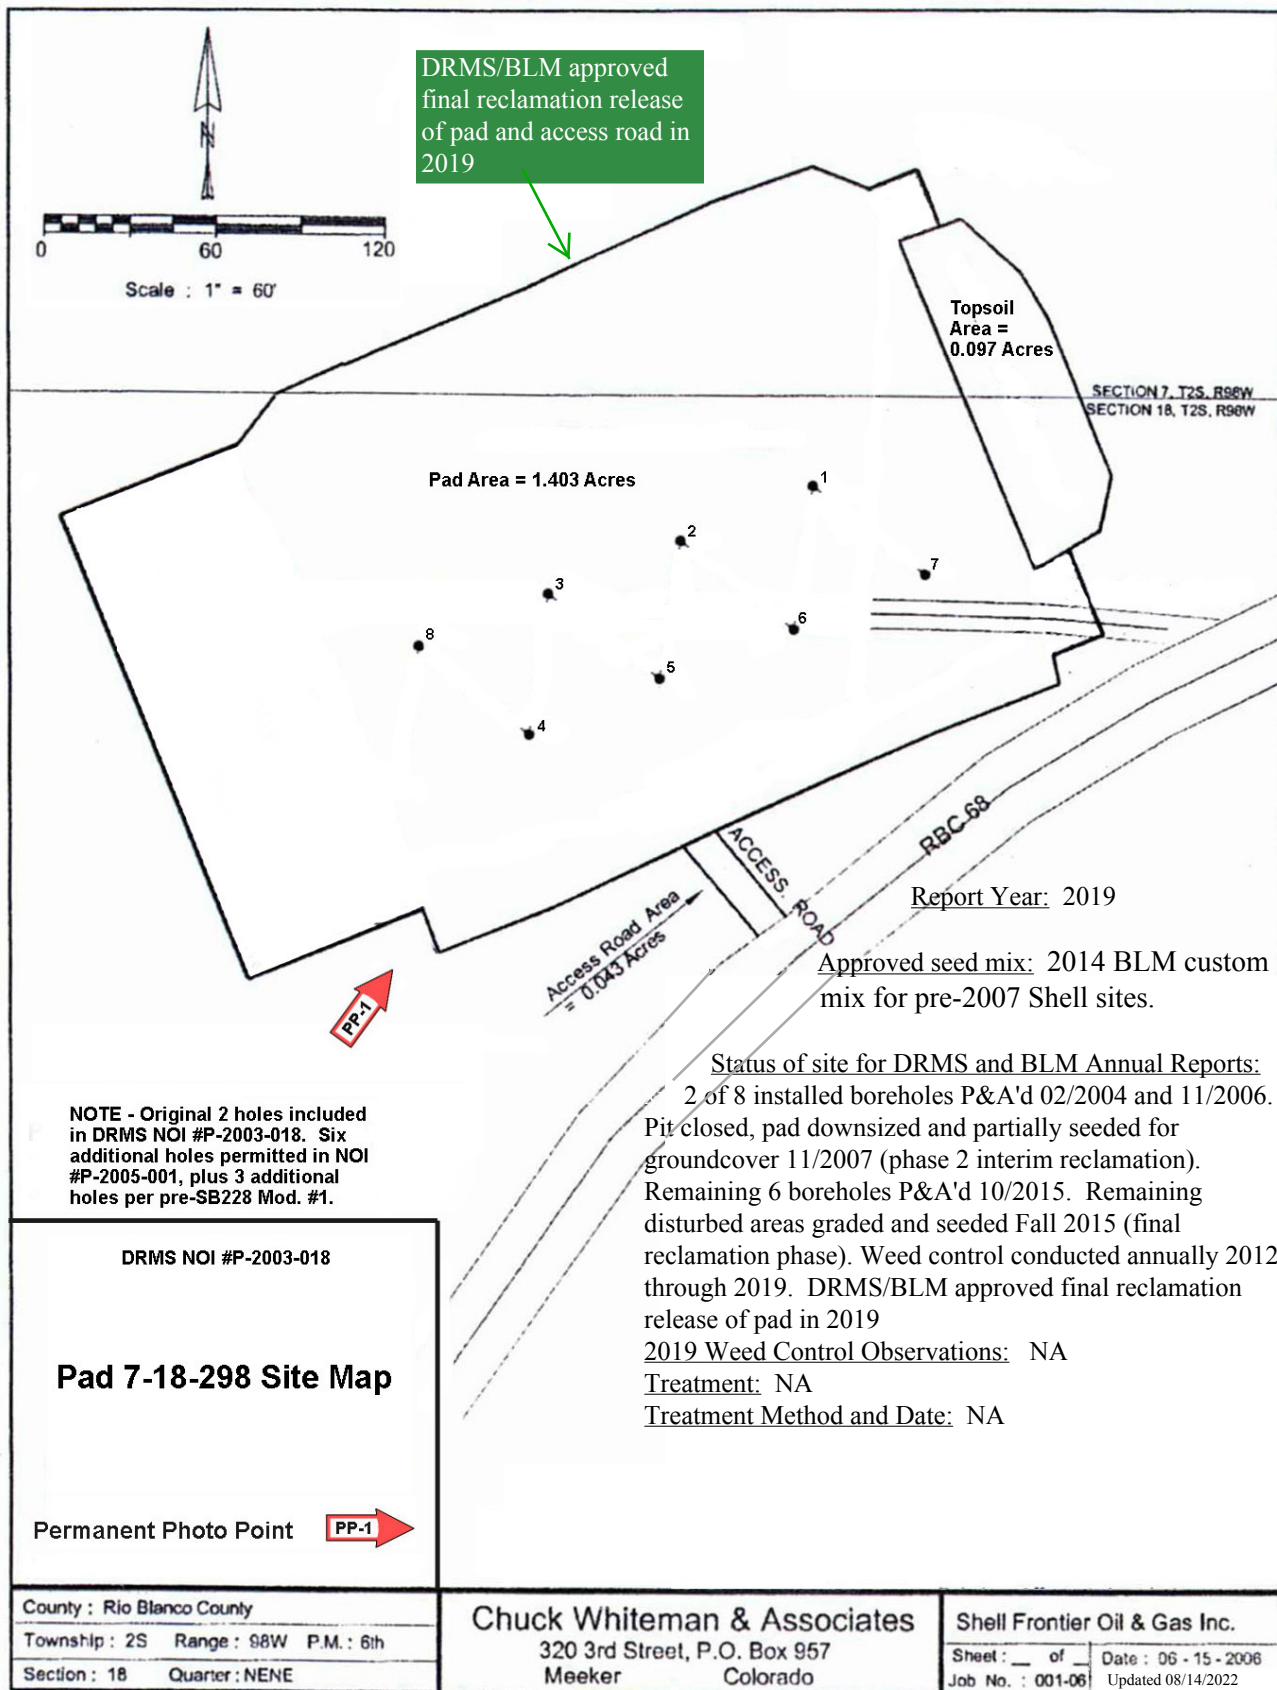 DRMS/BLM approved
final reclamation release
of pad and access road in
2019
N
0 60 120
Scale : 1" = 60'
Topsoil
Area =
0.097 Acres
SECTION 7, T2S, R98W
SECTION 18, T2S, R98W
Pad Area = 1.403 Acres
1
2
3
7
6
8
5
4
ACCESS. ROAD
RBC 68
Access Road Area
= 0.043 Acres
PP-1
Report Year: 2019
Approved seed mix: 2014 BLM custom
mix for pre-2007 Shell sites.
Status of site for DRMS and BLM Annual Reports:
2 of 8 installed boreholes P&A'd 02/2004 and 11/2006.
Pit closed, pad downsized and partially seeded for
groundcover 11/2007 (phase 2 interim reclamation).
Remaining 6 boreholes P&A'd 10/2015. Remaining
disturbed areas graded and seeded Fall 2015 (final
reclamation phase). Weed control conducted annually 2012
through 2019. DRMS/BLM approved final reclamation
release of pad in 2019
2019 Weed Control Observations: NA
Treatment: NA
Treatment Method and Date: NA
NOTE - Original 2 holes included
in DRMS NOI #P-2003-018. Six
additional holes permitted in NOI
#P-2005-001, plus 3 additional
holes per pre-SB228 Mod. #1.
DRMS NOI #P-2003-018
Pad 7-18-298 Site Map
Permanent Photo Point PP-1
County : Rio Blanco County
Township : 2S Range : 98W P.M. : 6th
Section : 18 Quarter : NENE
Chuck Whiteman & Associates
320 3rd Street, P.O. Box 957
Meeker Colorado
Shell Frontier Oil & Gas Inc.
Sheet : __ of __ Date : 06 - 15 - 2006
Job No. : 001-06 Updated 08/14/2022